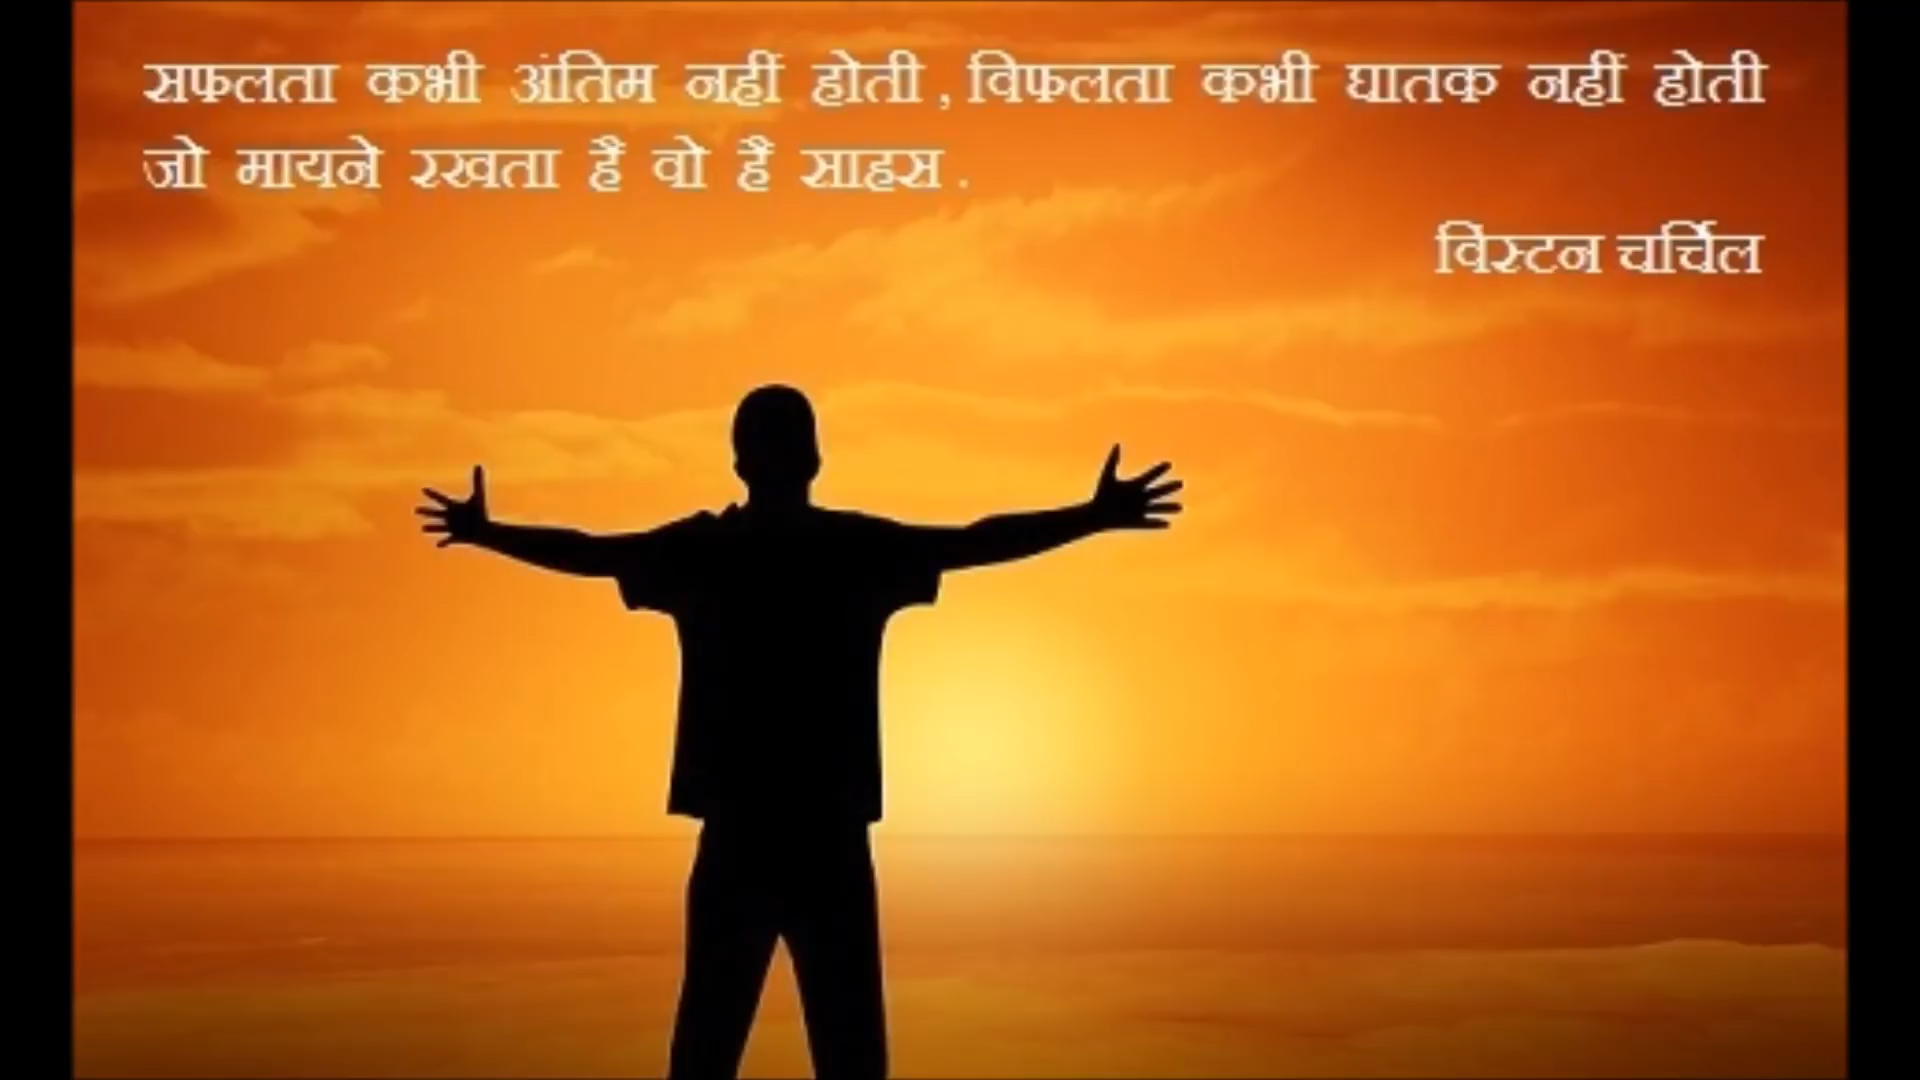 सफलता कभी अंतिम नहीं होती , विफलता कभी घातक नहीं होती
जो मायने रखता है वो है साहस .
विंस्टन चर्चिल